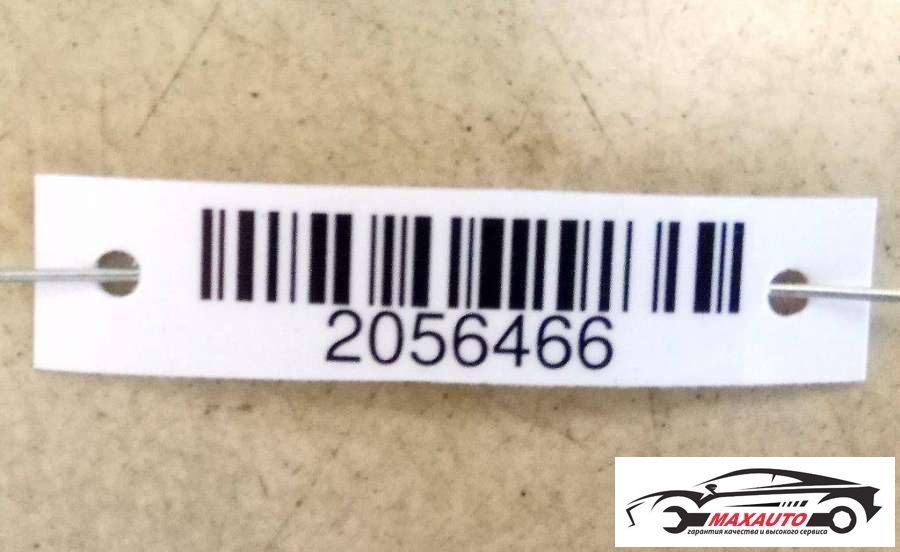 2056466
MAXAUTO
гарантия качества и высокого сервиса